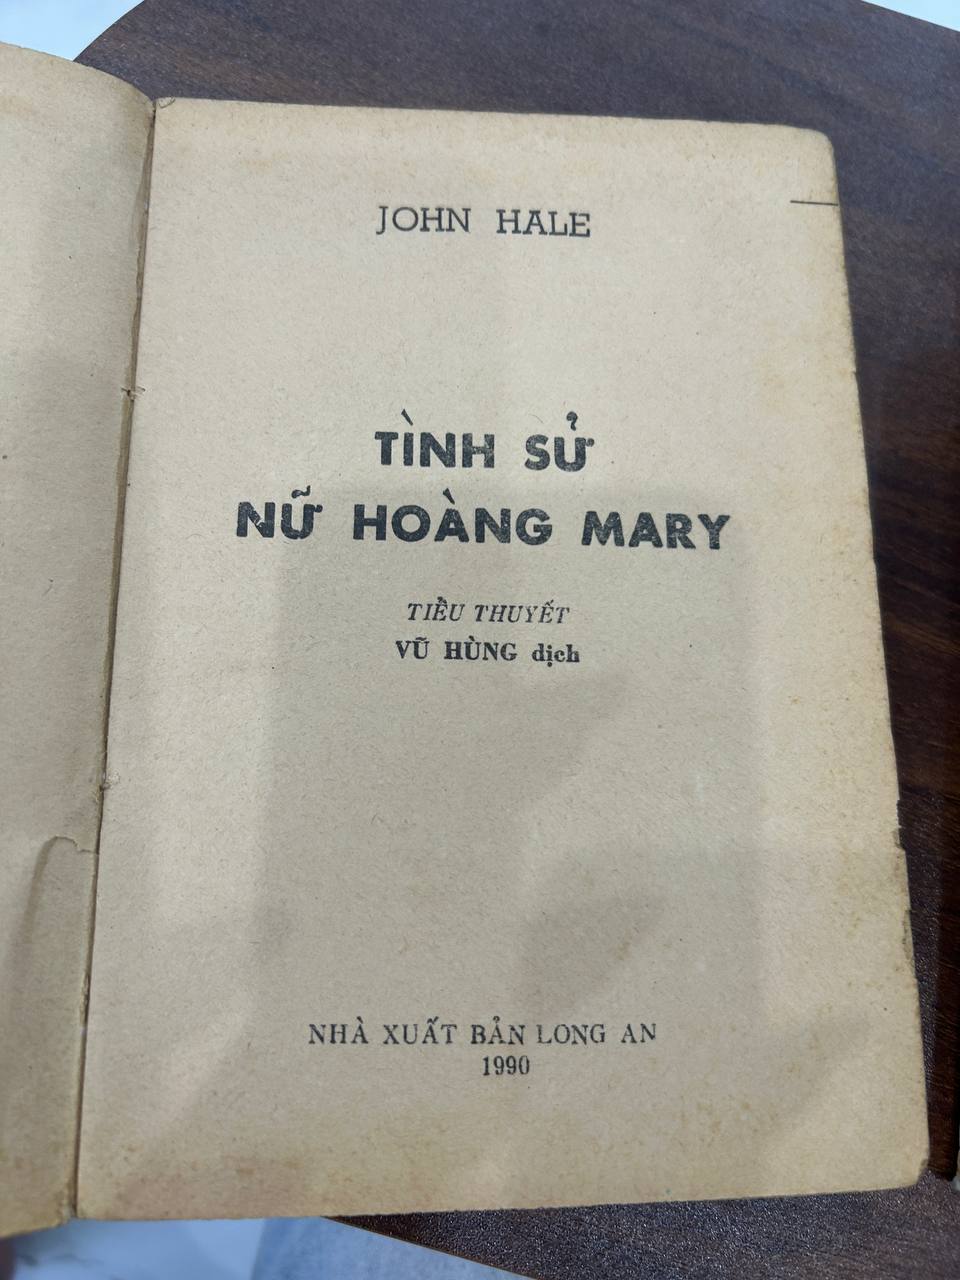 JOHN HALE
TÌNH SỬ
NỮ HOÀNG MARY
TIỂU THUYẾT
VŨ HÙNG dịch
NHÀ XUẤT BẢN LONG AN
1990